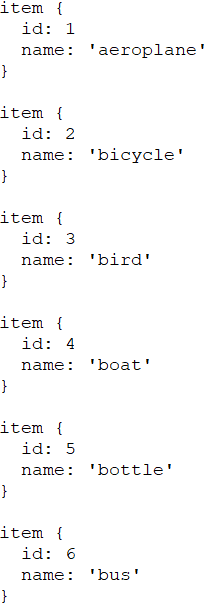 item {
  id: 1
  name: 'aeroplane'
}

item {
  id: 2
  name: 'bicycle'
}

item {
  id: 3
  name: 'bird'
}

item {
  id: 4
  name: 'boat'
}

item {
  id: 5
  name: 'bottle'
}

item {
  id: 6
  name: 'bus'
}